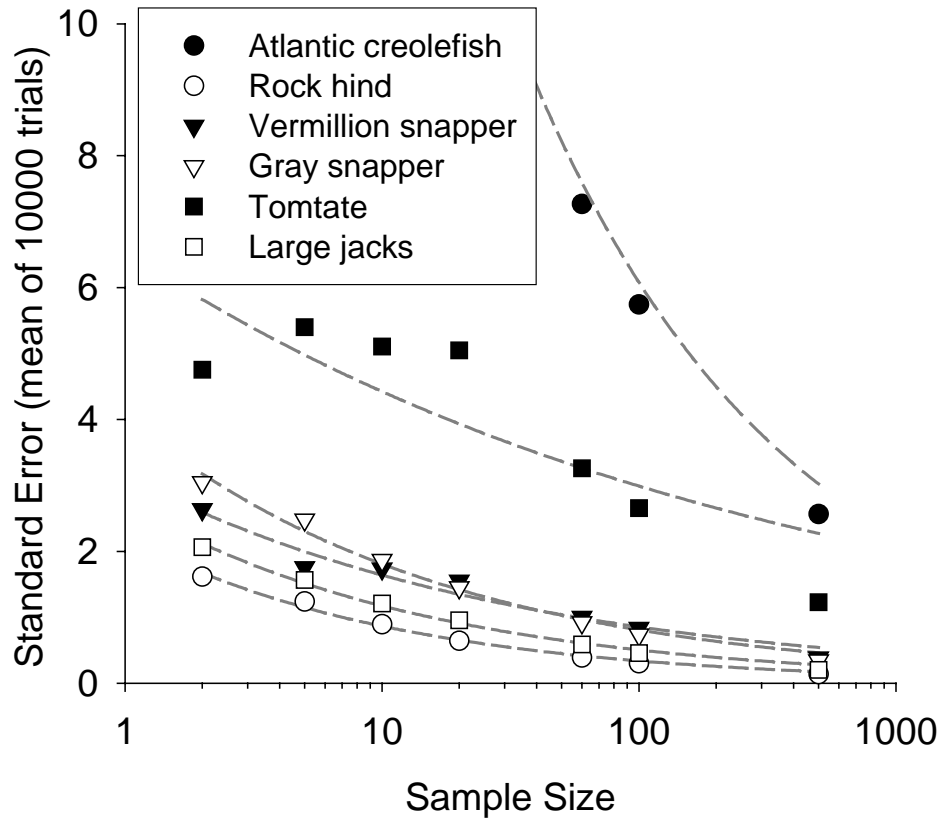 10
8
6
4
2
0
Standard Error (mean of 10000 trials)
Atlantic creolefish
Rock hind
Vermillion snapper
Gray snapper
Tomtate
Large jacks
1 10 100 1000
Sample Size